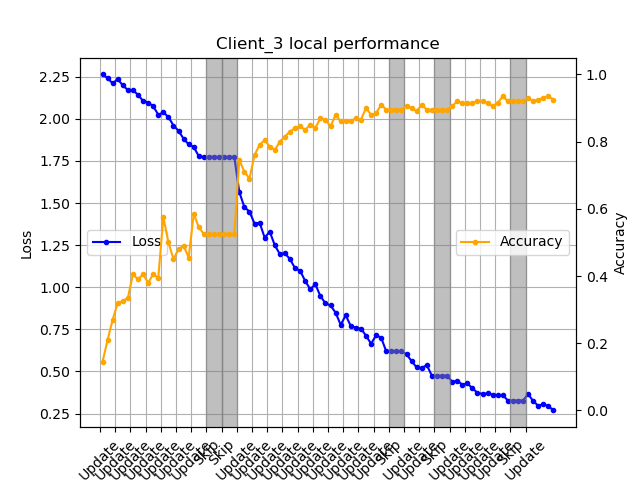 Client_3 local performance
2.25
2.00
1.75
1.50
1.25
1.00
0.75
0.50
0.25
Loss
Loss
Accuracy
1.0
0.8
0.6
0.4
0.2
0.0
Accuracy
Update
Update
Update
Update
Update
Update
Update
Skip
Skip
Update
Update
Update
Update
Update
Update
Update
Update
Update
Update
Skip
Update
Update
Skip
Update
Update
Update
Update
Skip
Update